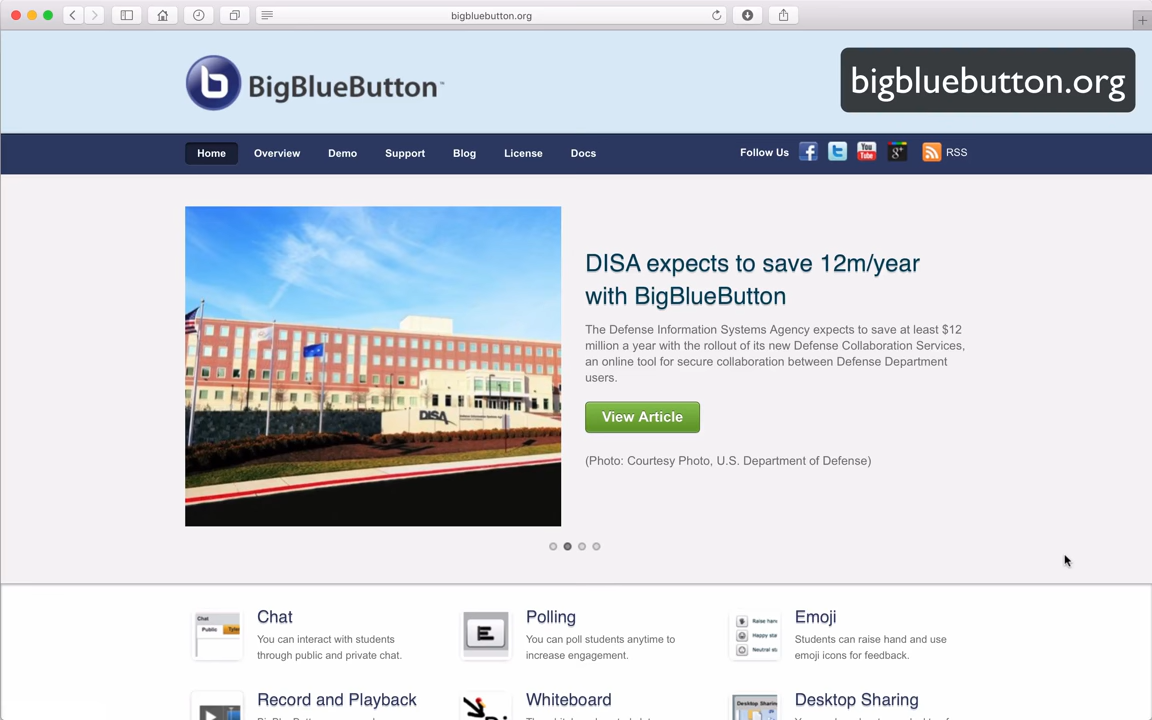 bigbluebutton.org
BigBlueButton™
bigbluebutton.org
Home Overview Demo Support Blog License Docs Follow Us RSS
DISA expects to save 12m/year
with BigBlueButton
The Defense Information Systems Agency expects to save at least $12
million a year with the rollout of its new Defense Collaboration Services,
an online tool for secure collaboration between Defense Department
users.
View Article
(Photo: Courtesy Photo, U.S. Department of Defense)
DISA
Chat
You can interact with students
through public and private chat.
Chat
Public
Polling
You can poll students anytime to
increase engagement.
E
Emoji
Students can raise hand and use
emoji icons for feedback.
Raise han
Happy sta
Neutral
Record and Playback
Whiteboard
Desktop Sharing
Desktop Sharing